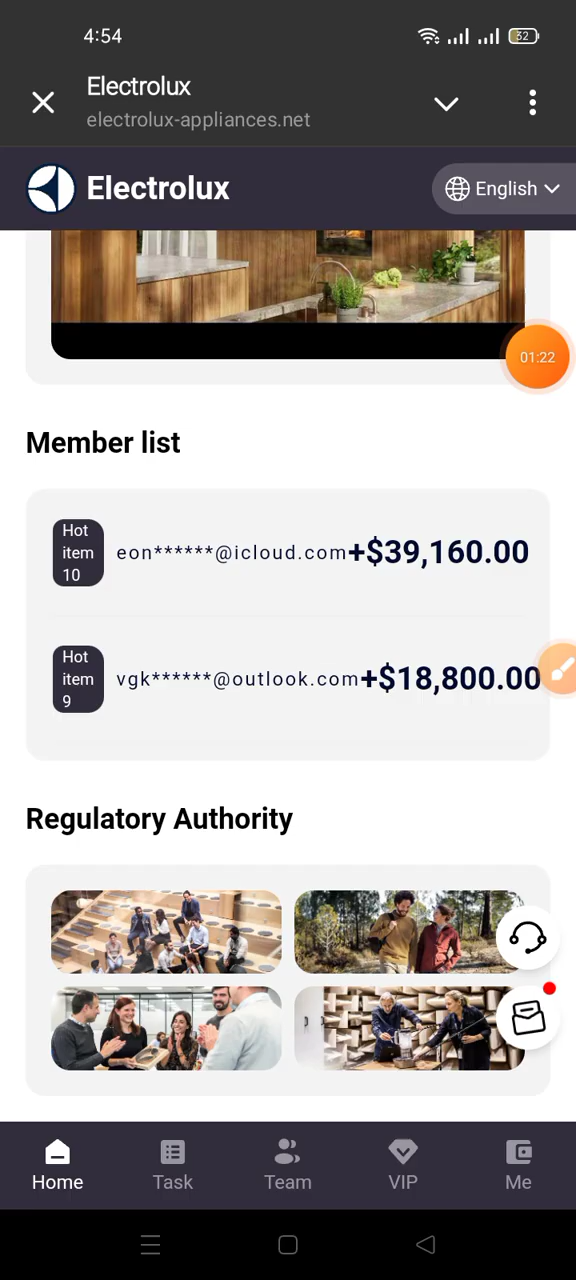 4:54
32
Electrolux
electrolux-appliances.net
Electrolux
English
01:22
Member list
Hot
item
10
eon******@icloud.com+$39,160.00
Hot
item
9
vgk******@outlook.com+$18,800.00
Regulatory Authority
Home Task Team VIP Me